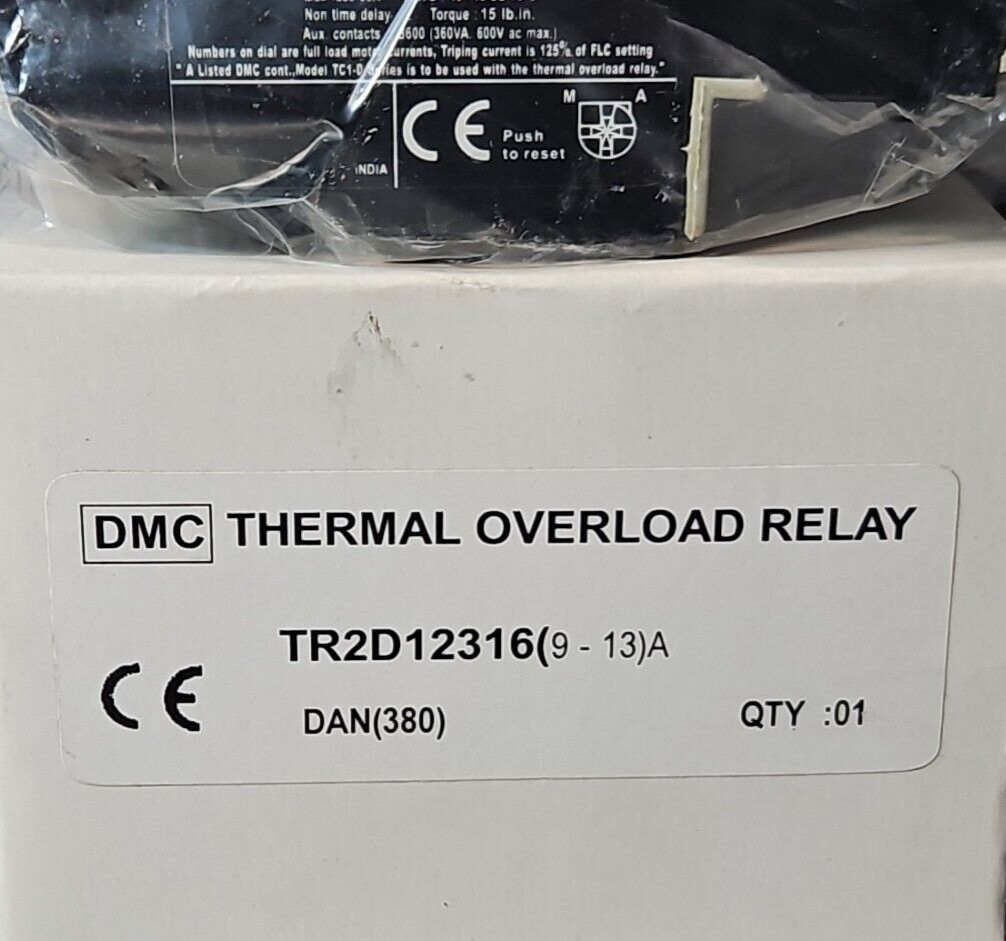 Non time delay Torque : 15 lb.in.
Aux contacts 600 (360VA. 600V ac max.)
Numbers on dial are full load motor currents, Triping current is 125% of FLC setting
" A Listed DMC cont.,Model TC1-D Series is to be used with the thermal overload relay."
CE
M A
Push
to reset
INDIA
DMC THERMAL OVERLOAD RELAY
TR2D12316(9 - 13)A
CE
DAN(380) QTY :01